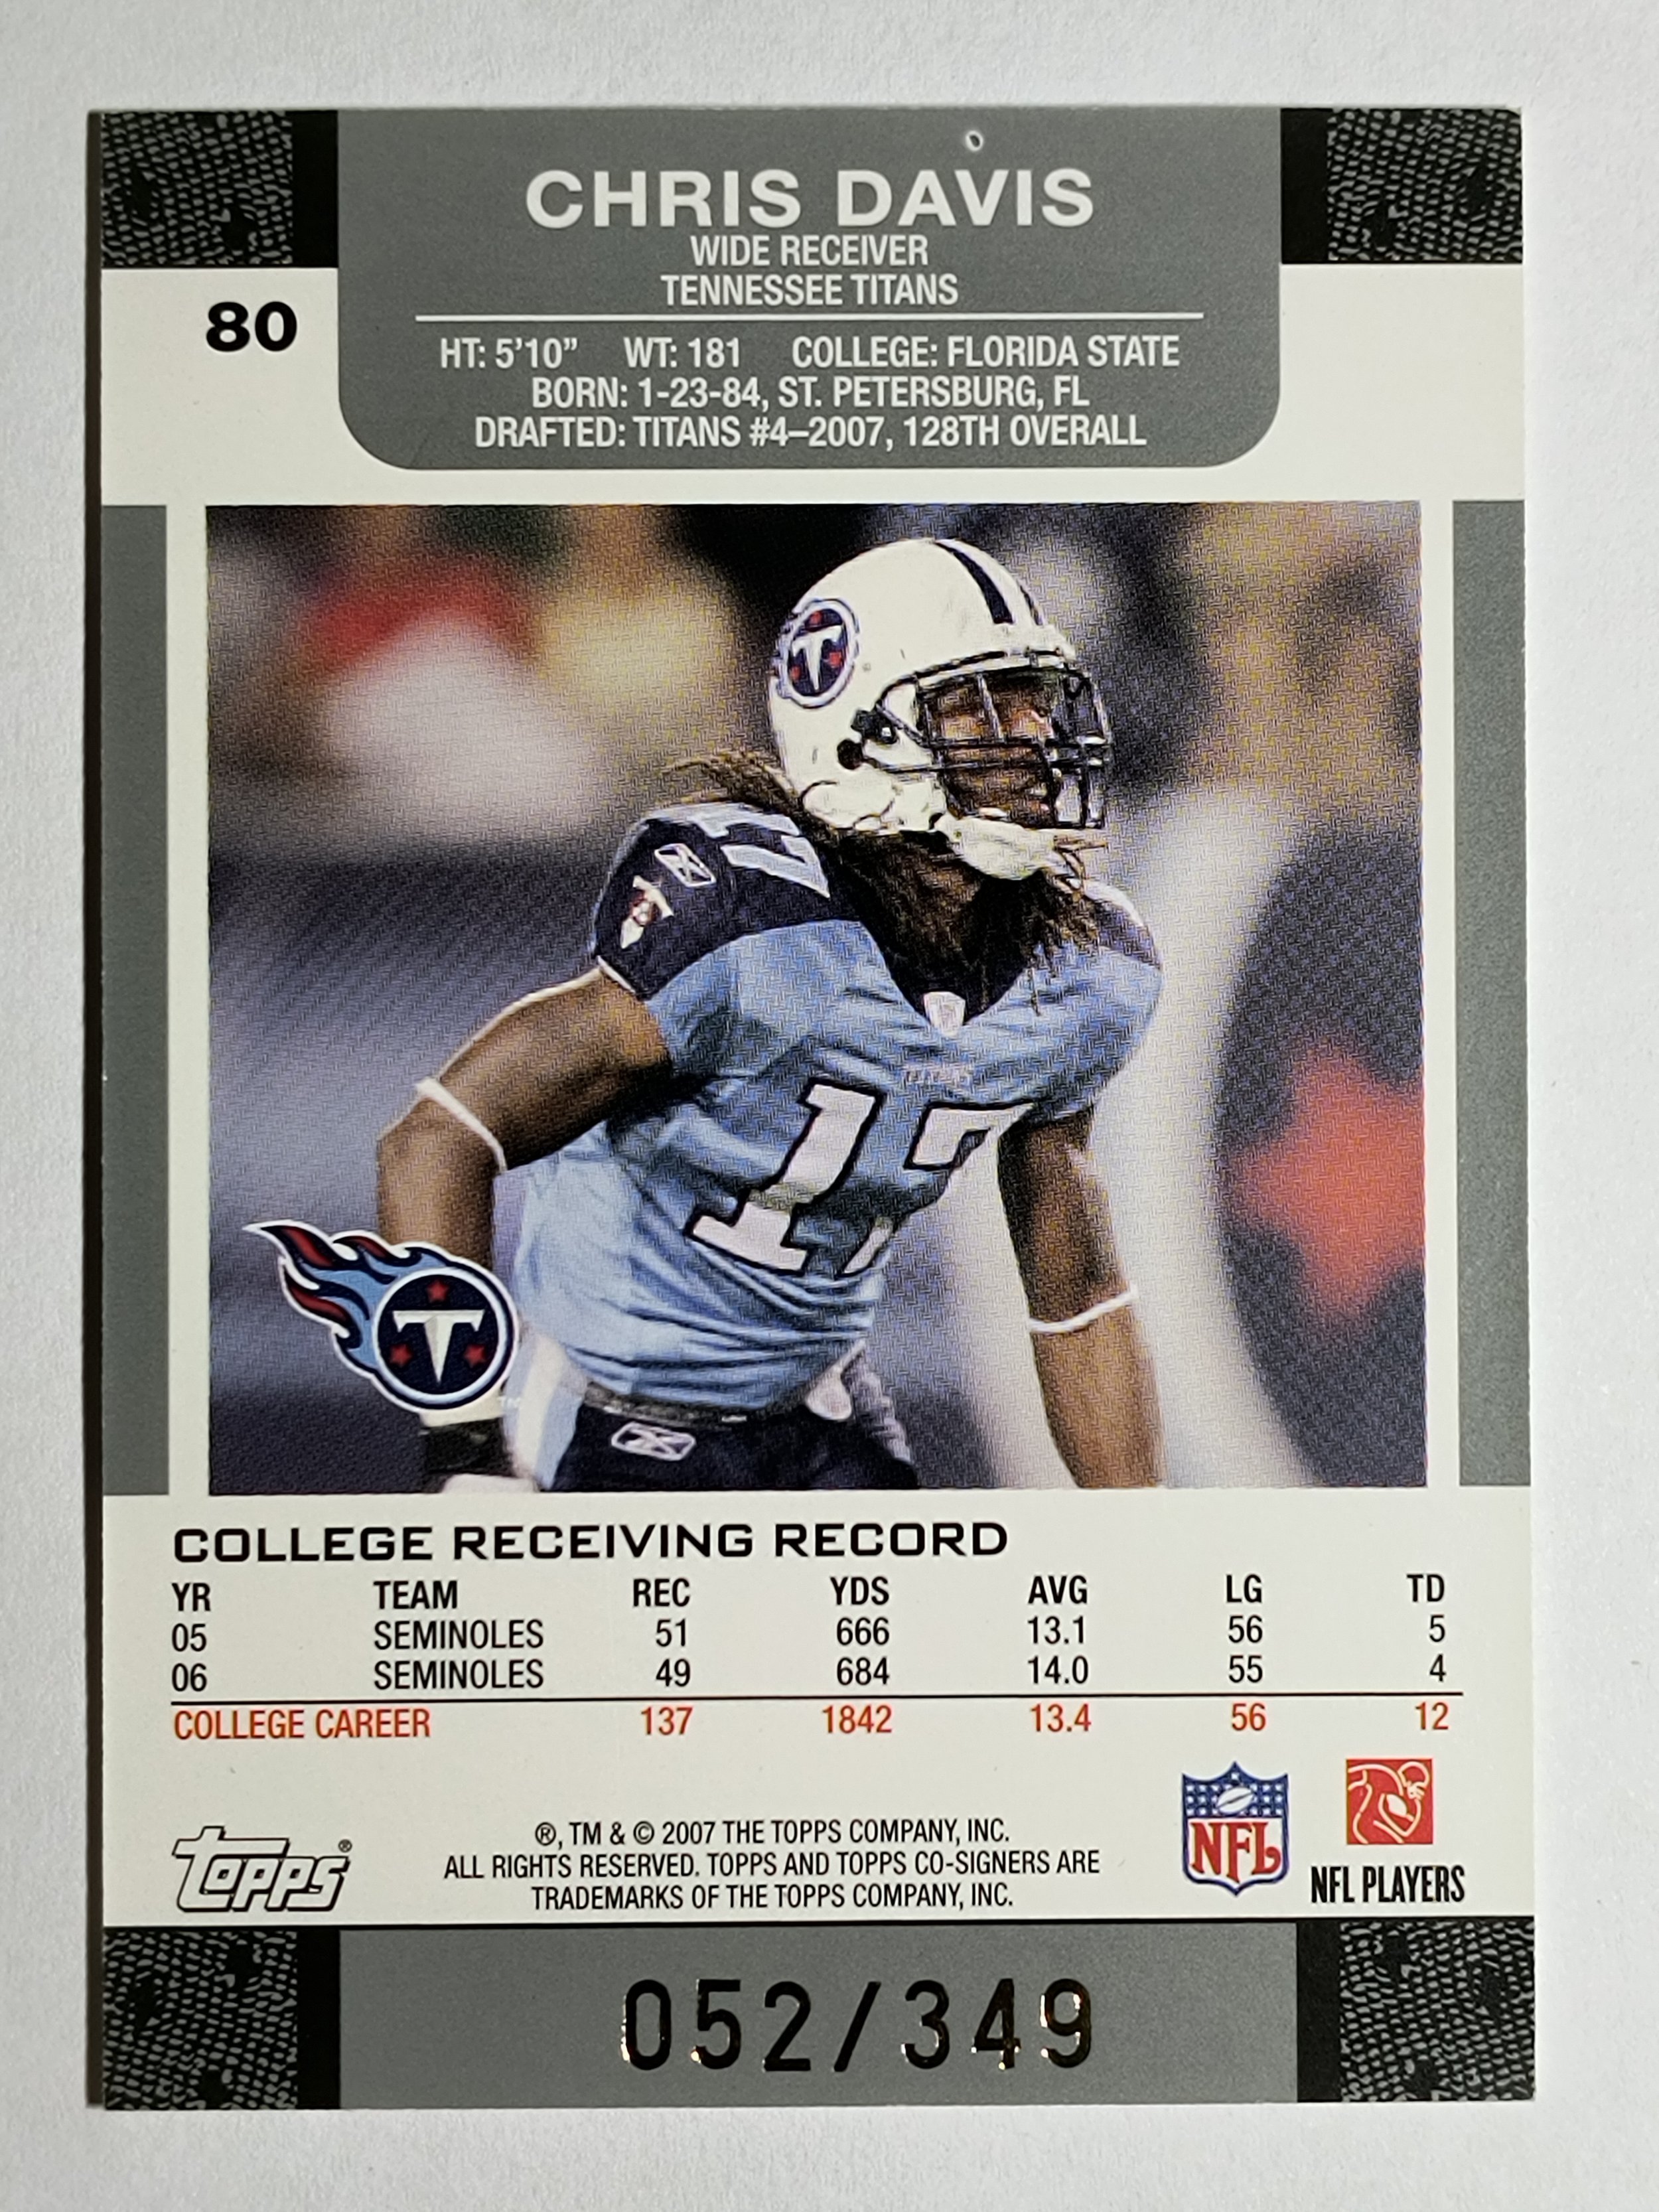 CHRIS DAVIS
WIDE RECEIVER
TENNESSEE TITANS
80
HT: 5'10” WT: 181 COLLEGE: FLORIDA STATE
BORN: 1-23-84, ST. PETERSBURG, FL
DRAFTED: TITANS #4–2007, 128TH OVERALL
T
17
TITANS
17
T
™
COLLEGE RECEIVING RECORD
YR TEAM REC YDS AVG LG TD
05 SEMINOLES 51 666 13.1 56 5
06 SEMINOLES 49 684 14.0 55 4
COLLEGE CAREER 137 1842 13.4 56 12
Topps®
®, TM & © 2007 THE TOPPS COMPANY, INC.
ALL RIGHTS RESERVED. TOPPS AND TOPPS CO-SIGNERS ARE
TRADEMARKS OF THE TOPPS COMPANY, INC.
NFL
NFL PLAYERS
052/349